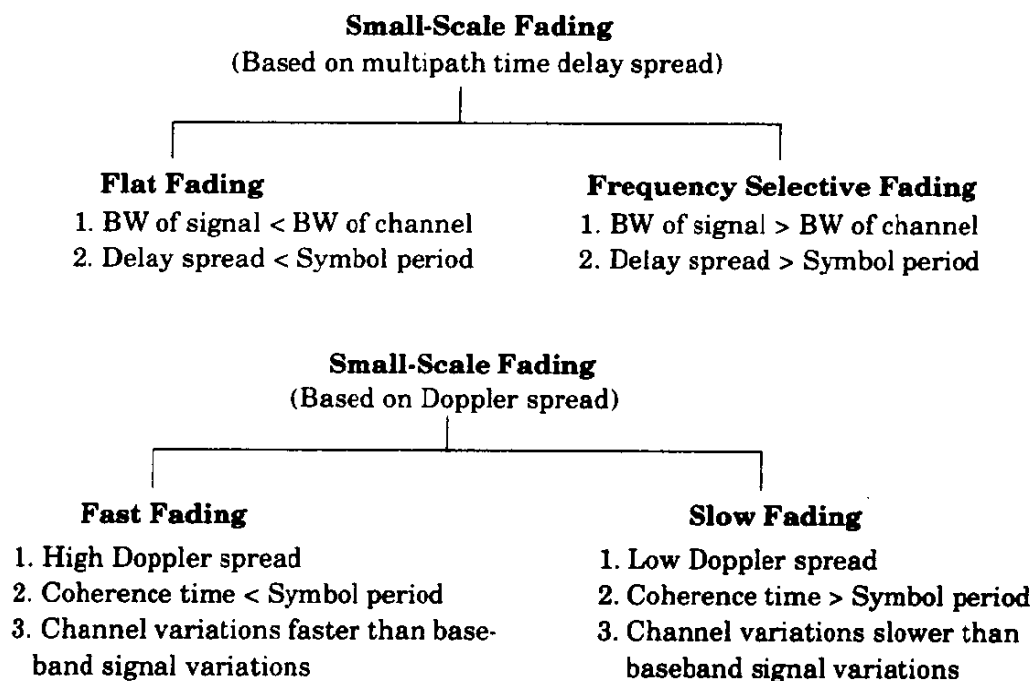 Small-Scale Fading
(Based on multipath time delay spread)
Flat Fading
1. BW of signal < BW of channel
2. Delay spread < Symbol period
Frequency Selective Fading
1. BW of signal > BW of channel
2. Delay spread > Symbol period
Small-Scale Fading
(Based on Doppler spread)
Fast Fading
1. High Doppler spread
2. Coherence time < Symbol period
3. Channel variations faster than base-
band signal variations
Slow Fading
1. Low Doppler spread
2. Coherence time > Symbol period
3. Channel variations slower than
baseband signal variations